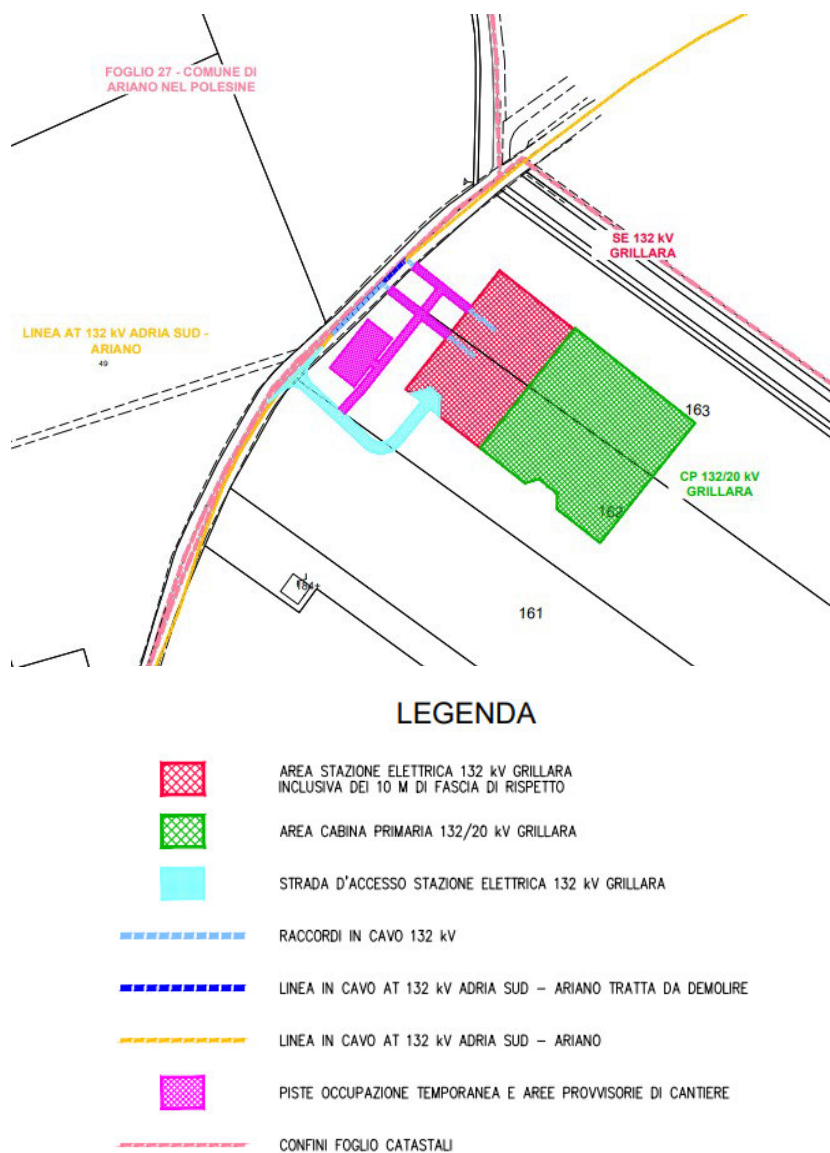 FOGLIO 27 - COMUNE DI
ARIANO NEL POLESINE
SE 132 kV
GRILLARA
LINEA AT 132 kV ADRIA SUD -
ARIANO
49
163
CP 132/20 kV
GRILLARA
162
161
LEGENDA
AREA STAZIONE ELETTRICA 132 kV GRILLARA
INCLUSIVA DEI 10 M DI FASCIA DI RISPETTO
AREA CABINA PRIMARIA 132/20 kV GRILLARA
STRADA D'ACCESSO STAZIONE ELETTRICA 132 kV GRILLARA
RACCORDI IN CAVO 132 kV
LINEA IN CAVO AT 132 kV ADRIA SUD – ARIANO TRATTA DA DEMOLIRE
LINEA IN CAVO AT 132 kV ADRIA SUD – ARIANO
PISTE OCCUPAZIONE TEMPORANEA E AREE PROVVISORIE DI CANTIERE
CONFINI FOGLIO CATASTALI